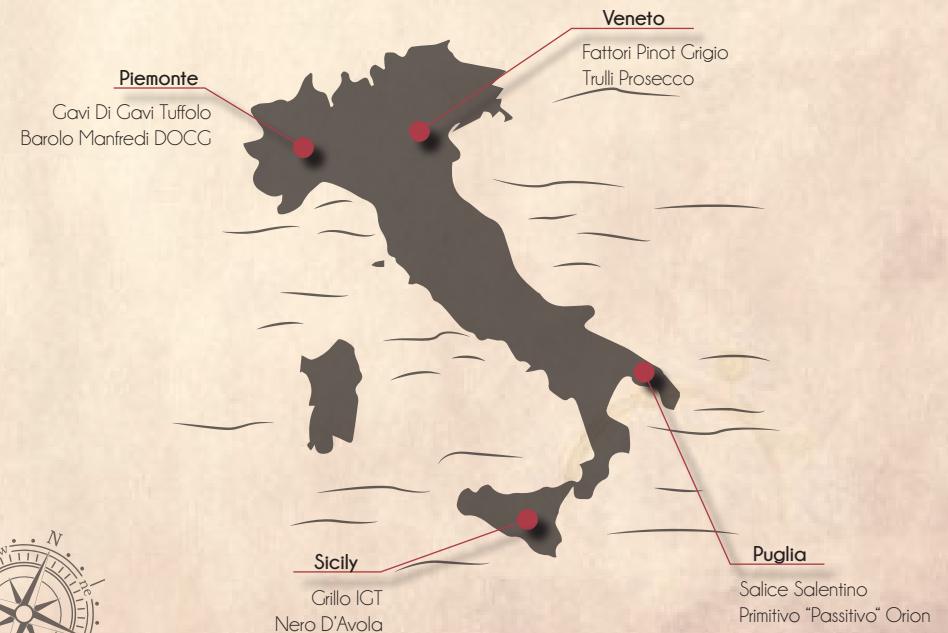 Veneto
Fattori Pinot Grigio
Trulli Prosecco
Piemonte
Gavi Di Gavi Tuffolo
Barolo Manfredi DOCG
Sicily
Grillo IGT
Nero D'Avola
Puglia
Salice Salentino
Primitivo “Passitivo“ Orion
N
ne
w